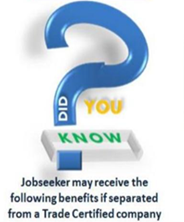 DID
YOU
KNOW
Jobseeker may receive the
following benefits if separated
from a Trade Certified company